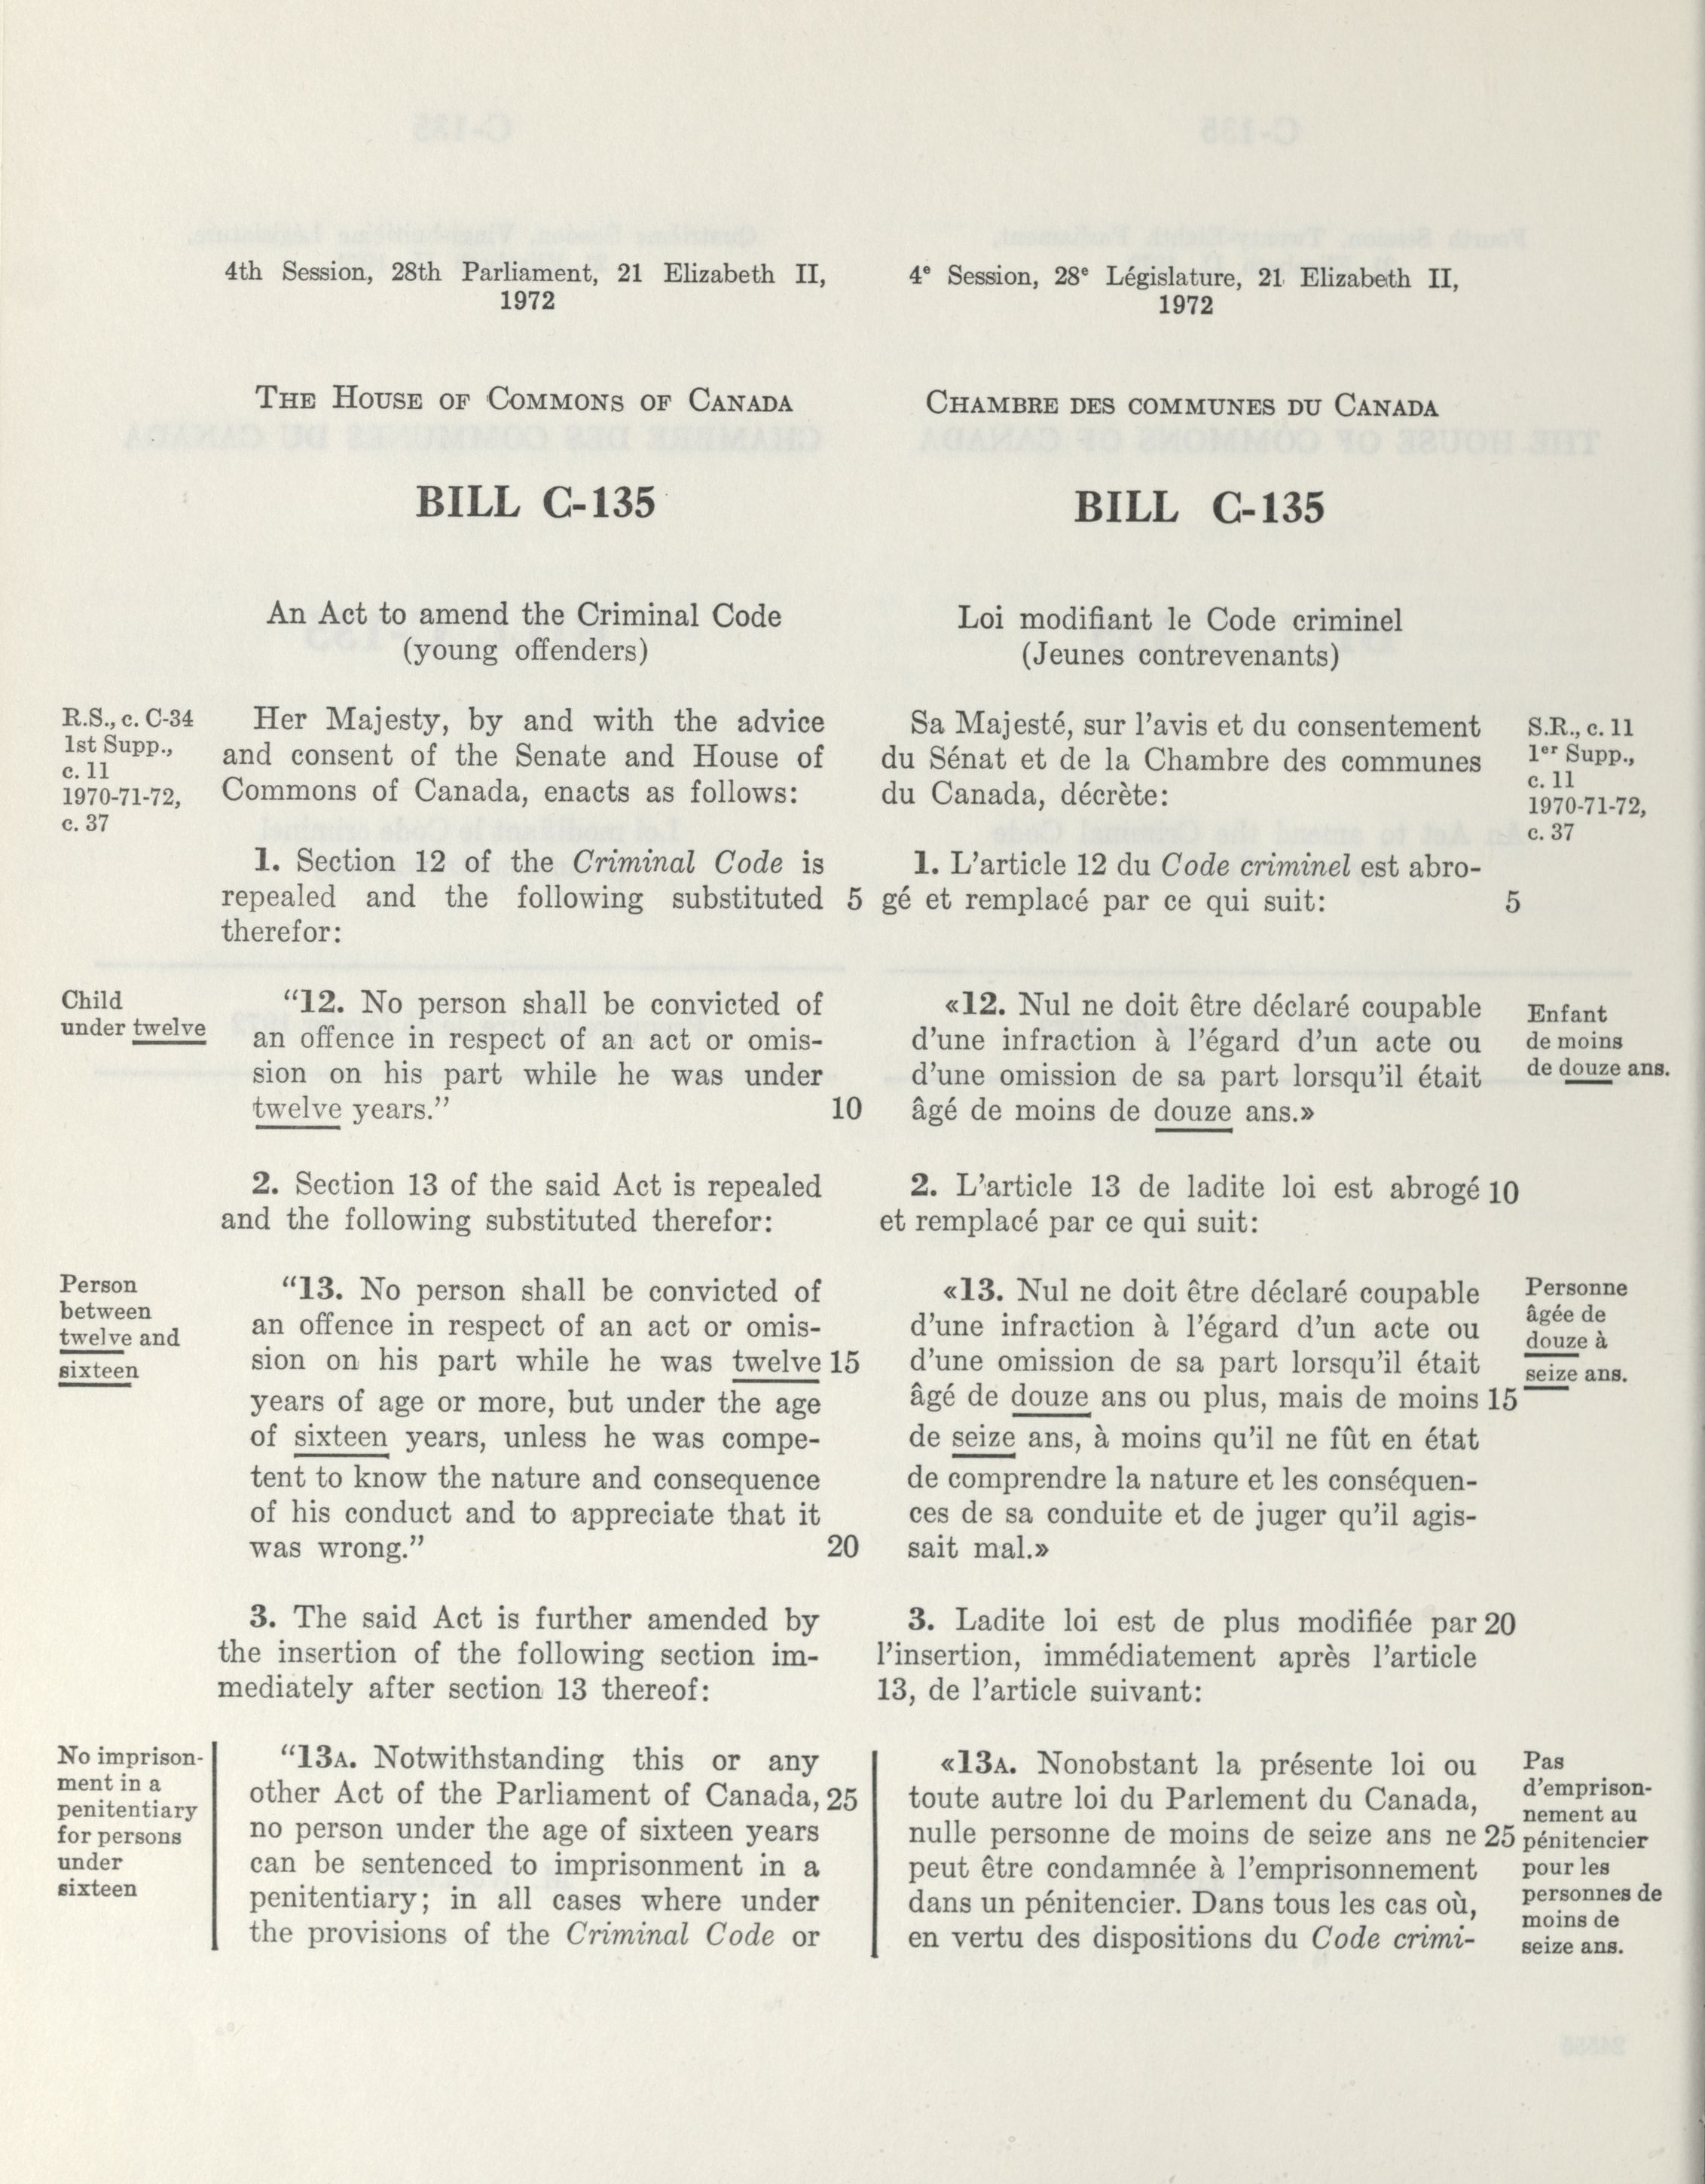 4th Session, 28th Parliament, 21 Elizabeth II,
1972
THE HOUSE OF COMMONS OF CANADA
BILL C-135
An Act to amend the Criminal Code
(young offenders)
R.S., c. C-34
1st Supp.,
c. 11
1970-71-72,
c. 37
Her Majesty, by and with the advice
and consent of the Senate and House of
Commons of Canada, enacts as follows:
1. Section 12 of the Criminal Code is
repealed and the following substituted 5
therefor:
Child
under twelve
“12. No person shall be convicted of
an offence in respect of an act or omis-
sion on his part while he was under
twelve years.” 10
2. Section 13 of the said Act is repealed
and the following substituted therefor:
Person
between
twelve and
sixteen
“13. No person shall be convicted of
an offence in respect of an act or omis-
sion on his part while he was twelve 15
years of age or more, but under the age
of sixteen years, unless he was compe-
tent to know the nature and consequence
of his conduct and to appreciate that it
was wrong.” 20
3. The said Act is further amended by
the insertion of the following section im-
mediately after section 13 thereof:
No imprison-
ment in a
penitentiary
for persons
under
sixteen
“13A. Notwithstanding this or any
other Act of the Parliament of Canada, 25
no person under the age of sixteen years
can be sentenced to imprisonment in a
penitentiary; in all cases where under
the provisions of the Criminal Code or
4e Session, 28e Législature, 21 Elizabeth II,
1972
CHAMBRE DES COMMUNES DU CANADA
BILL C-135
Loi modifiant le Code criminel
(Jeunes contrevenants)
Sa Majesté, sur l’avis et du consentement
du Sénat et de la Chambre des communes
du Canada, décrète:
S.R., c. 11
1er Supp.,
c. 11
1970-71-72,
c. 37
1. L’article 12 du Code criminel est abro-
gé et remplacé par ce qui suit: 5
«12. Nul ne doit être déclaré coupable
d’une infraction à l’égard d’un acte ou
d’une omission de sa part lorsqu’il était
âgé de moins de douze ans.»
Enfant
de moins
de douze ans.
2. L’article 13 de ladite loi est abrogé 10
et remplacé par ce qui suit:
«13. Nul ne doit être déclaré coupable
d’une infraction à l’égard d’un acte ou
d’une omission de sa part lorsqu’il était
âgé de douze ans ou plus, mais de moins 15
de seize ans, à moins qu’il ne fût en état
de comprendre la nature et les conséquen-
ces de sa conduite et de juger qu’il agis-
sait mal.»
Personne
âgée de
douze à
seize ans.
3. Ladite loi est de plus modifiée par 20
l’insertion, immédiatement après l’article
13, de l’article suivant:
«13A. Nonobstant la présente loi ou
toute autre loi du Parlement du Canada,
nulle personne de moins de seize ans ne 25
peut être condamnée à l’emprisonnement
dans un pénitencier. Dans tous les cas où,
en vertu des dispositions du Code crimi-
Pas
d’emprison-
nement au
pénitencier
pour les
personnes de
moins de
seize ans.